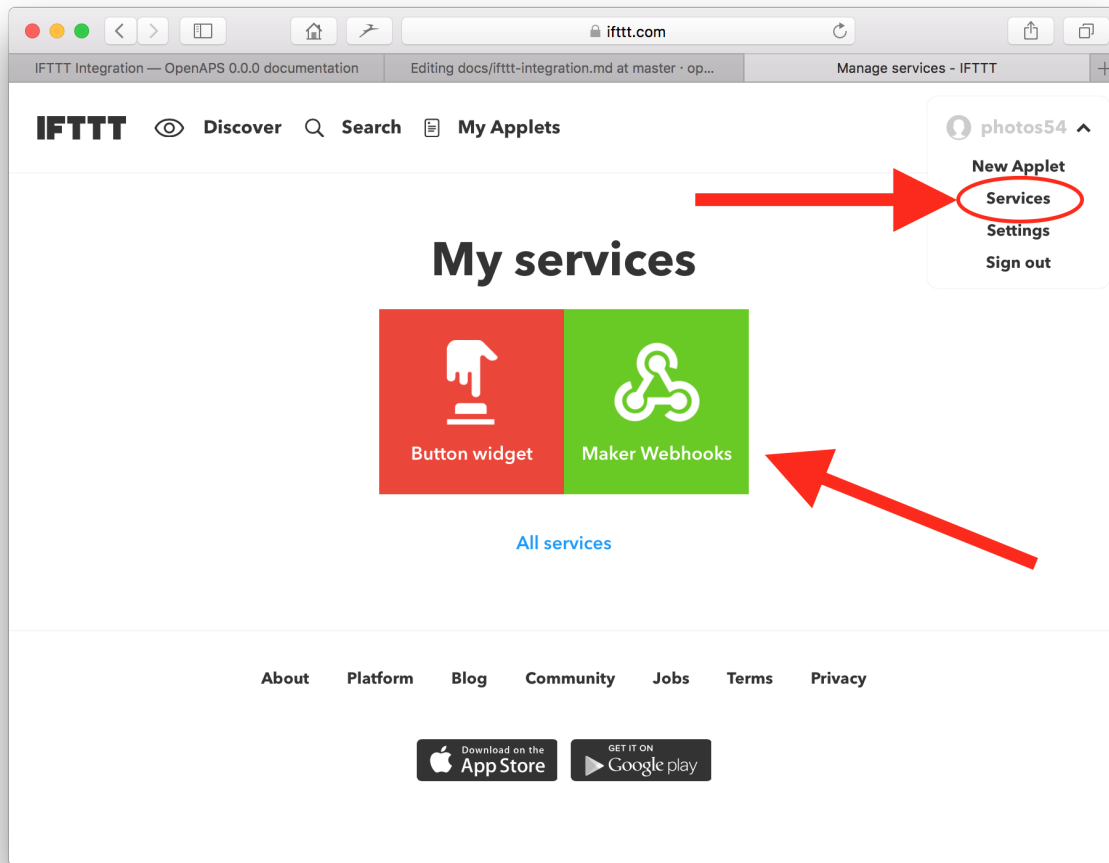 ifttt.com
IFTTT Integration — OpenAPS 0.0.0 documentation
Editing docs/ifttt-integration.md at master · op...
Manage services - IFTTT
IFTTT
Discover
Search
My Applets
photos54
New Applet
Services
Settings
Sign out
My services
Button widget
Maker Webhooks
All services
About
Platform
Blog
Community
Jobs
Terms
Privacy
Download on the
App Store
GET IT ON
Google play